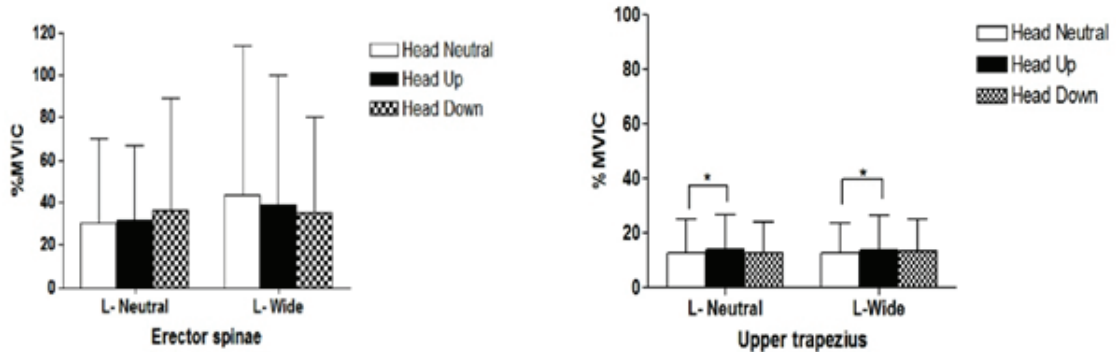 120
100
80
60
40
20
0
%MVIC
Head Neutral
Head Up
Head Down
L- Neutral L- Wide
Erector spinae
100
80
60
40
20
0
% MVIC
Head Neutral
Head Up
Head Down
* *
L- Neutral L-Wide
Upper trapezius